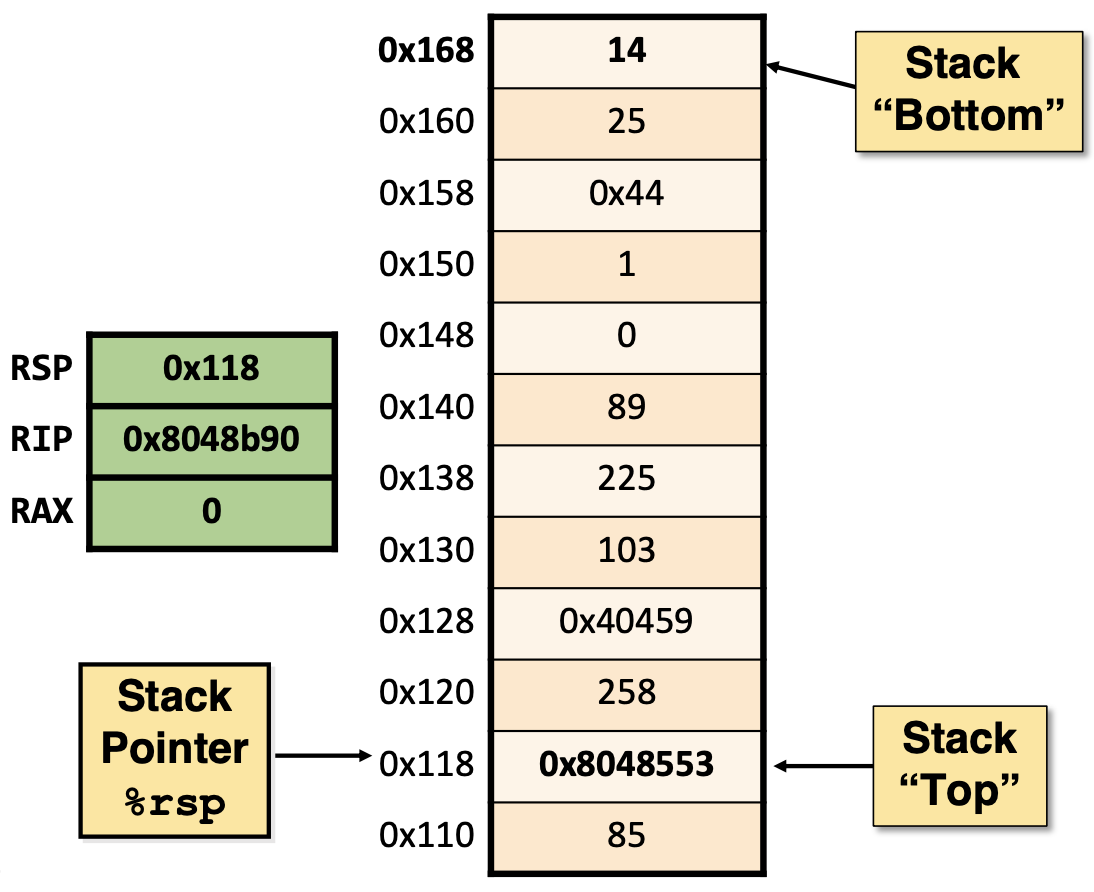 0x168 14
Stack
“Bottom”
0x160 25
0x158 0x44
0x150 1
0x148 0
RSP 0x118
0x140 89
RIP 0x8048b90
0x138 225
RAX 0
0x130 103
0x128 0x40459
Stack
Pointer
%rsp
0x120 258
0x118 0x8048553
Stack
“Top”
0x110 85